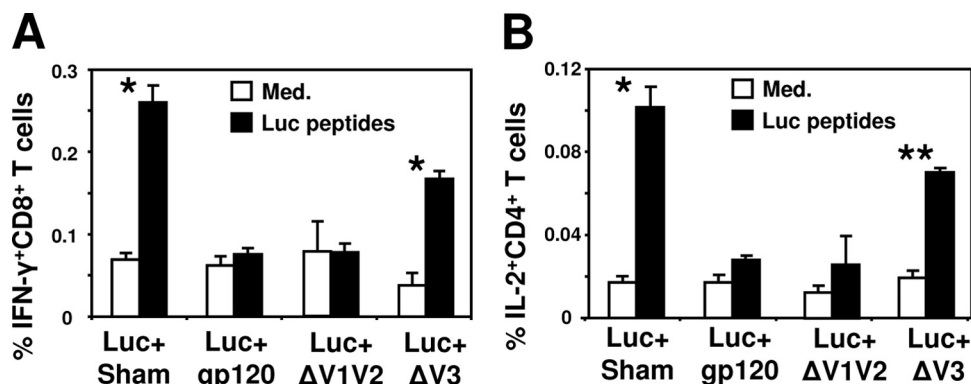 A
% IFN-γ⁺CD8⁺ T cells
0.3
0.2
0.1
0
*
*
Med.
Luc peptides
Luc+ Luc+ Luc+ Luc+
Sham gp120 ΔV1V2 ΔV3
B
% IL-2⁺CD4⁺ T cells
0.12
0.08
0.04
0
*
**
Med.
Luc peptides
Luc+ Luc+ Luc+ Luc+
Sham gp120 ΔV1V2 ΔV3